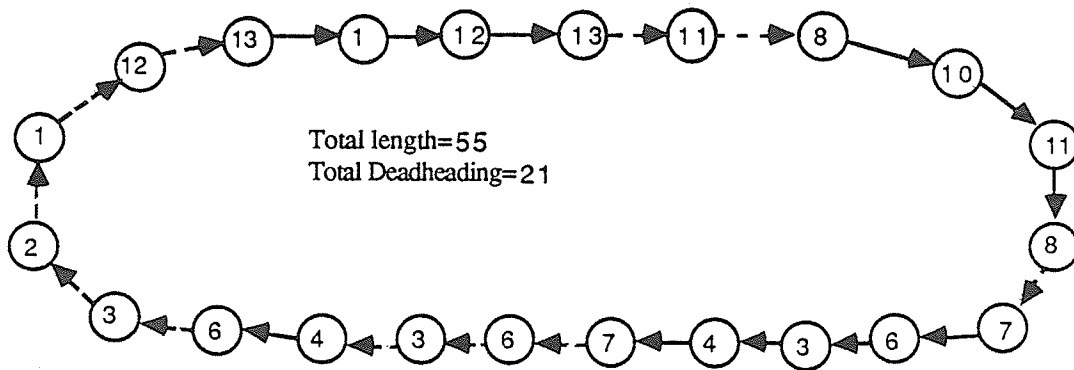 13 1 12 13 11 8
12 10
1 11
Total length=55
Total Deadheading=21
2 8
3 6 4 3 6 7 4 3 6 7